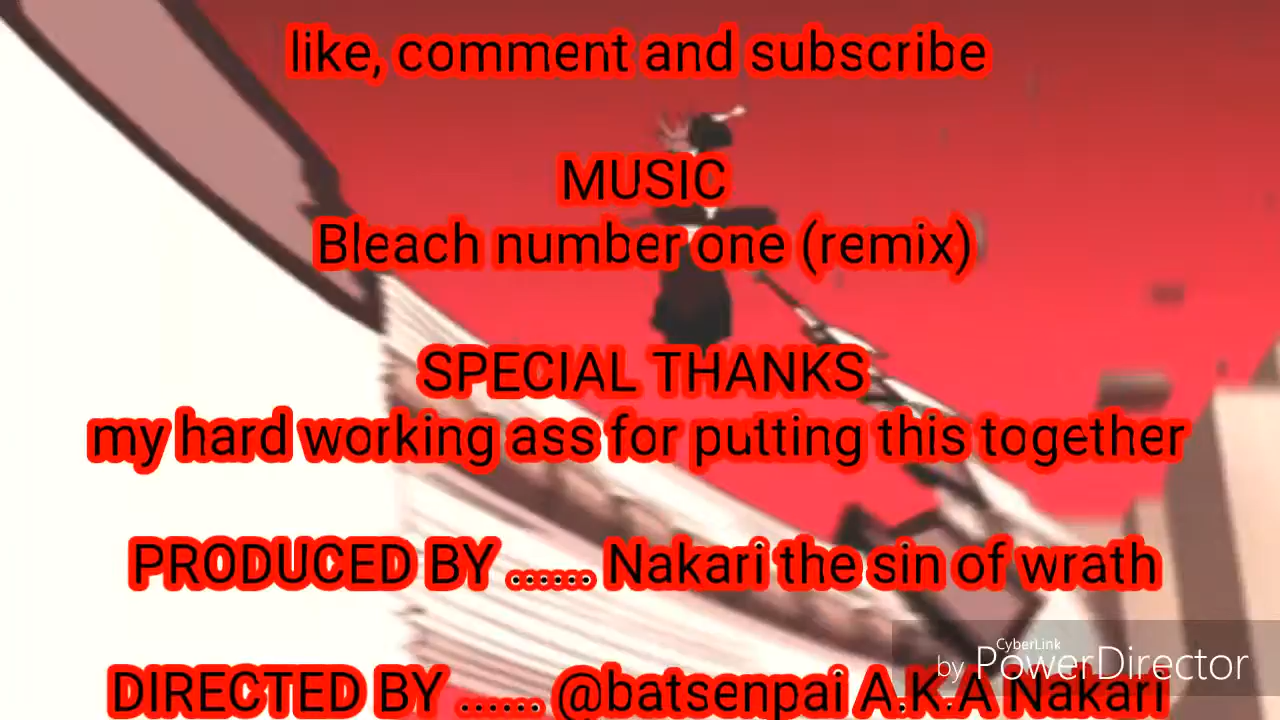 like, comment and subscribe
MUSIC
Bleach number one (remix)
SPECIAL THANKS
my hard working ass for putting this together
PRODUCED BY ...... Nakari the sin of wrath
DIRECTED BY ...... @batsenpai A.K.A Nakari
CyberLink
by PowerDirector